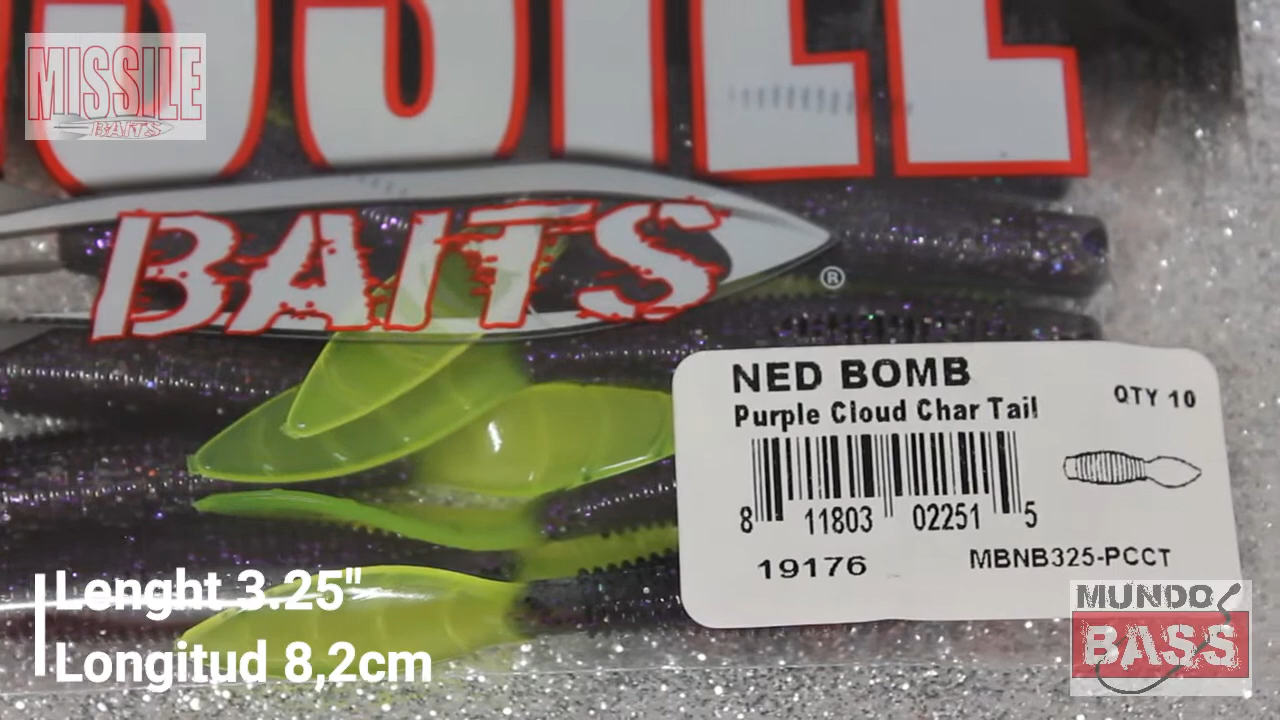 MISSILE
BAITS
SSILE
BAITS
®
NED BOMB
Purple Cloud Char Tail
QTY 10
8 11803 02251 5
19176
MBNB325-PCCT
Lenght 3.25"
Longitud 8,2cm
MUNDO
BASS